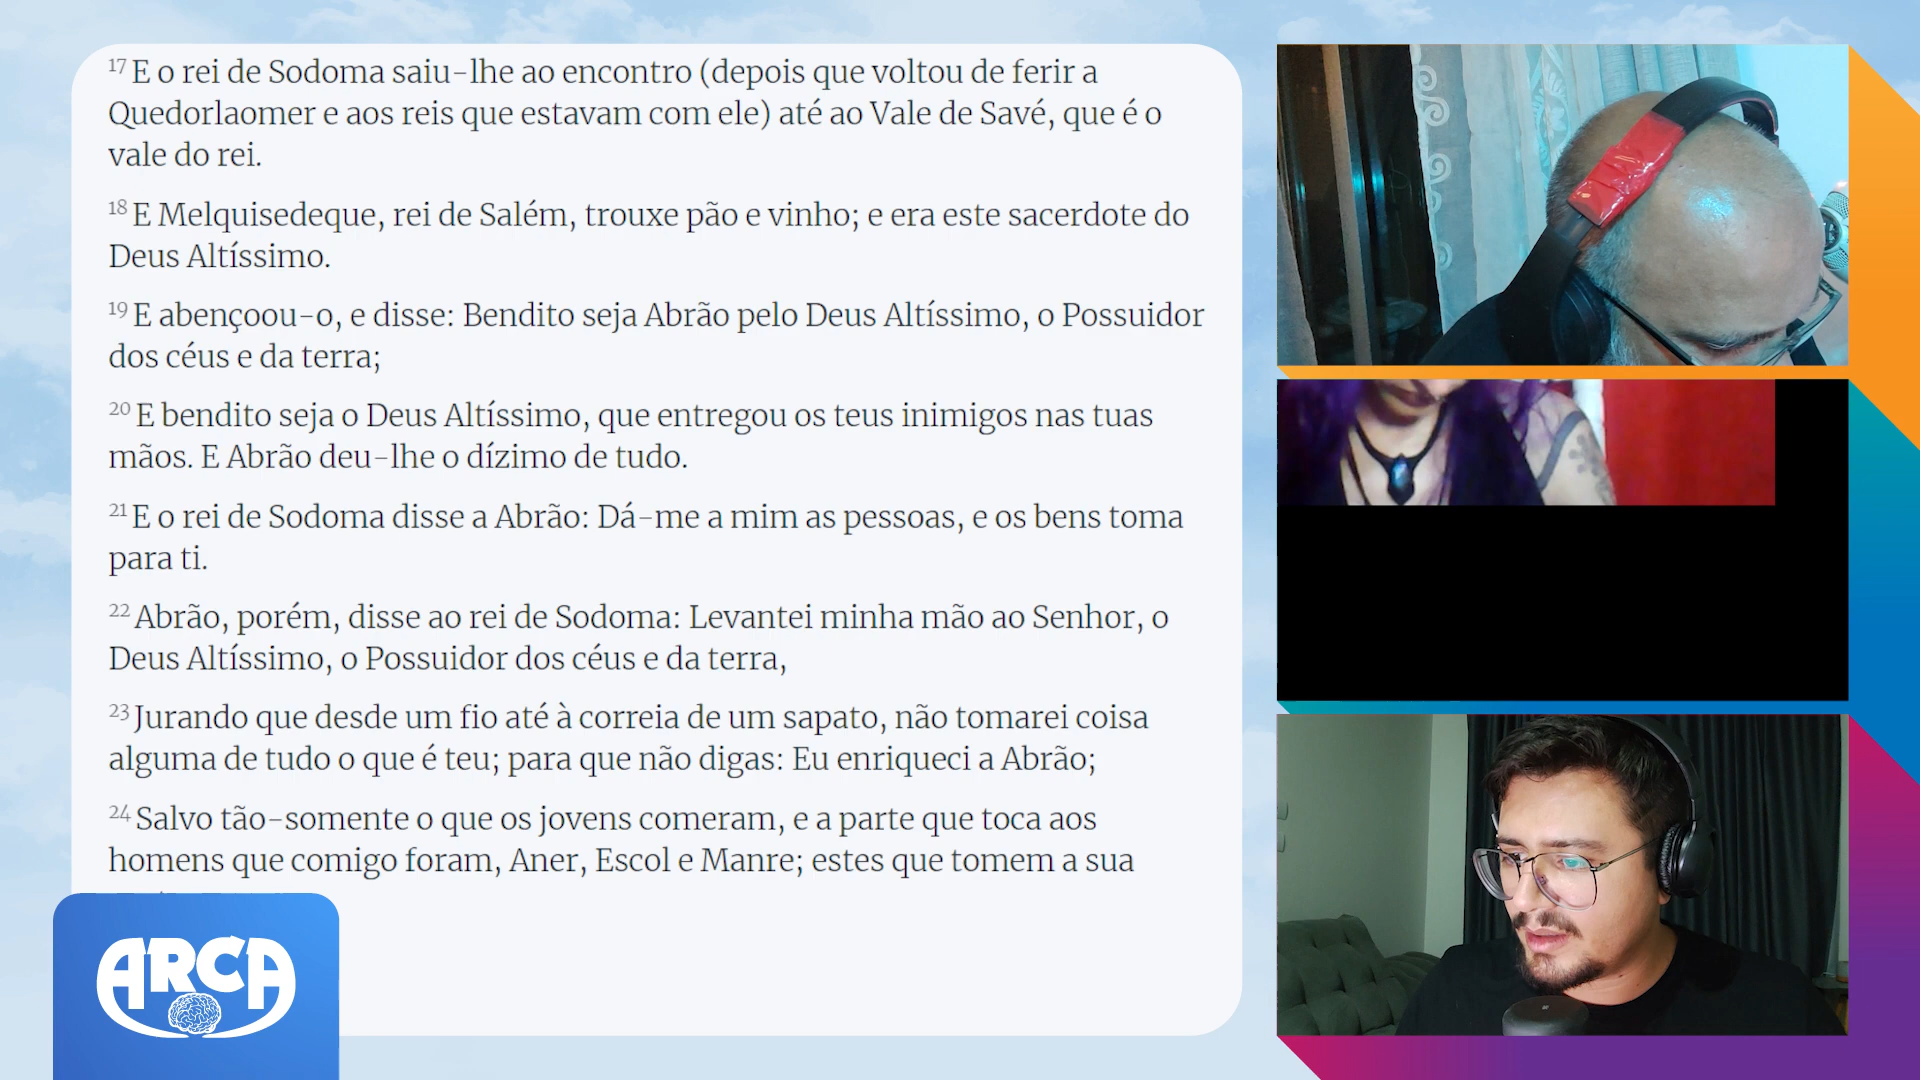 17 E o rei de Sodoma saiu-lhe ao encontro (depois que voltou de ferir a
Quedorlaomer e aos reis que estavam com ele) até ao Vale de Savé, que é o
vale do rei.
18 E Melquisedeque, rei de Salém, trouxe pão e vinho; e era este sacerdote do
Deus Altíssimo.
19 E abençoou-o, e disse: Bendito seja Abrão pelo Deus Altíssimo, o Possuidor
dos céus e da terra;
20 E bendito seja o Deus Altíssimo, que entregou os teus inimigos nas tuas
mãos. E Abrão deu-lhe o dízimo de tudo.
21 E o rei de Sodoma disse a Abrão: Dá-me a mim as pessoas, e os bens toma
para ti.
22 Abrão, porém, disse ao rei de Sodoma: Levantei minha mão ao Senhor, o
Deus Altíssimo, o Possuidor dos céus e da terra,
23 Jurando que desde um fio até à correia de um sapato, não tomarei coisa
alguma de tudo o que é teu; para que não digas: Eu enriqueci a Abrão;
24 Salvo tão-somente o que os jovens comeram, e a parte que toca aos
homens que comigo foram, Aner, Escol e Manre; estes que tomem a sua
ARCA